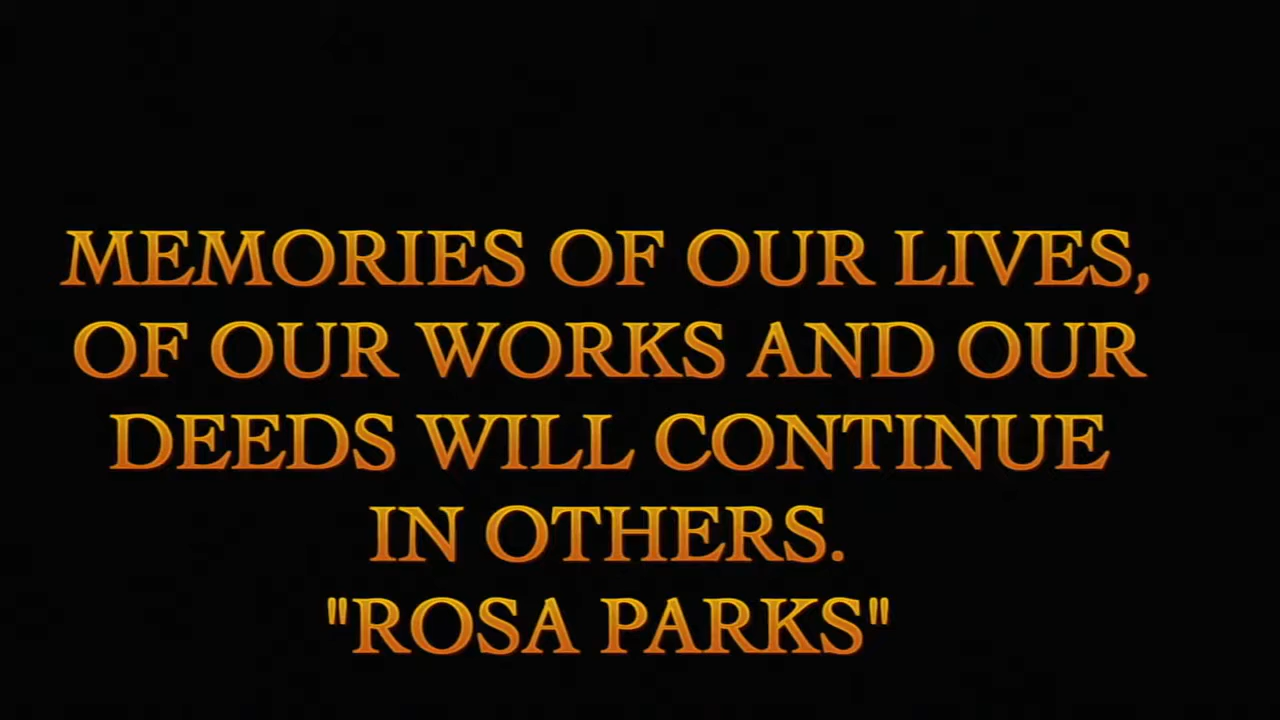 MEMORIES OF OUR LIVES,
OF OUR WORKS AND OUR
DEEDS WILL CONTINUE
IN OTHERS.
"ROSA PARKS"